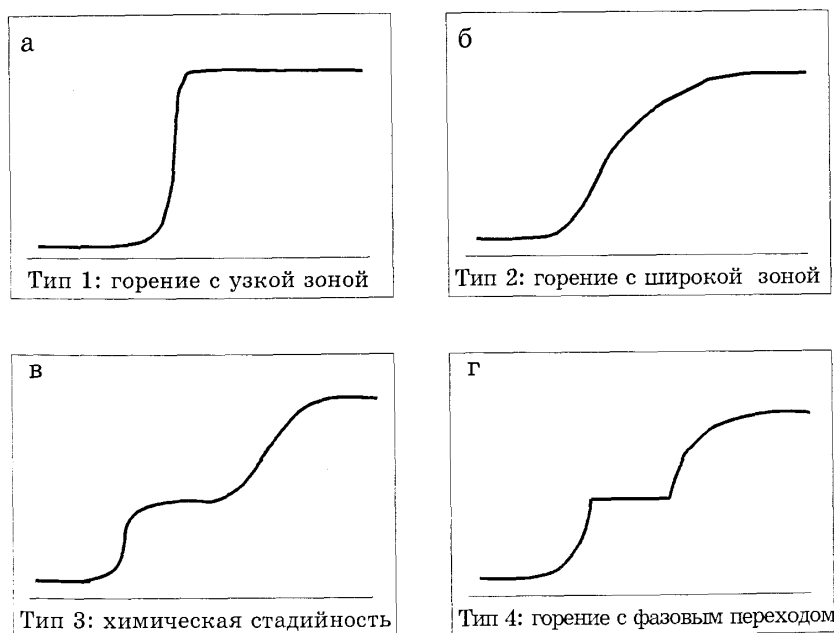 а
б
Тип 1: горение с узкой зоной
Тип 2: горение с широкой зоной
в
г
Тип 3: химическая стадийность
Тип 4: горение с фазовым переходом